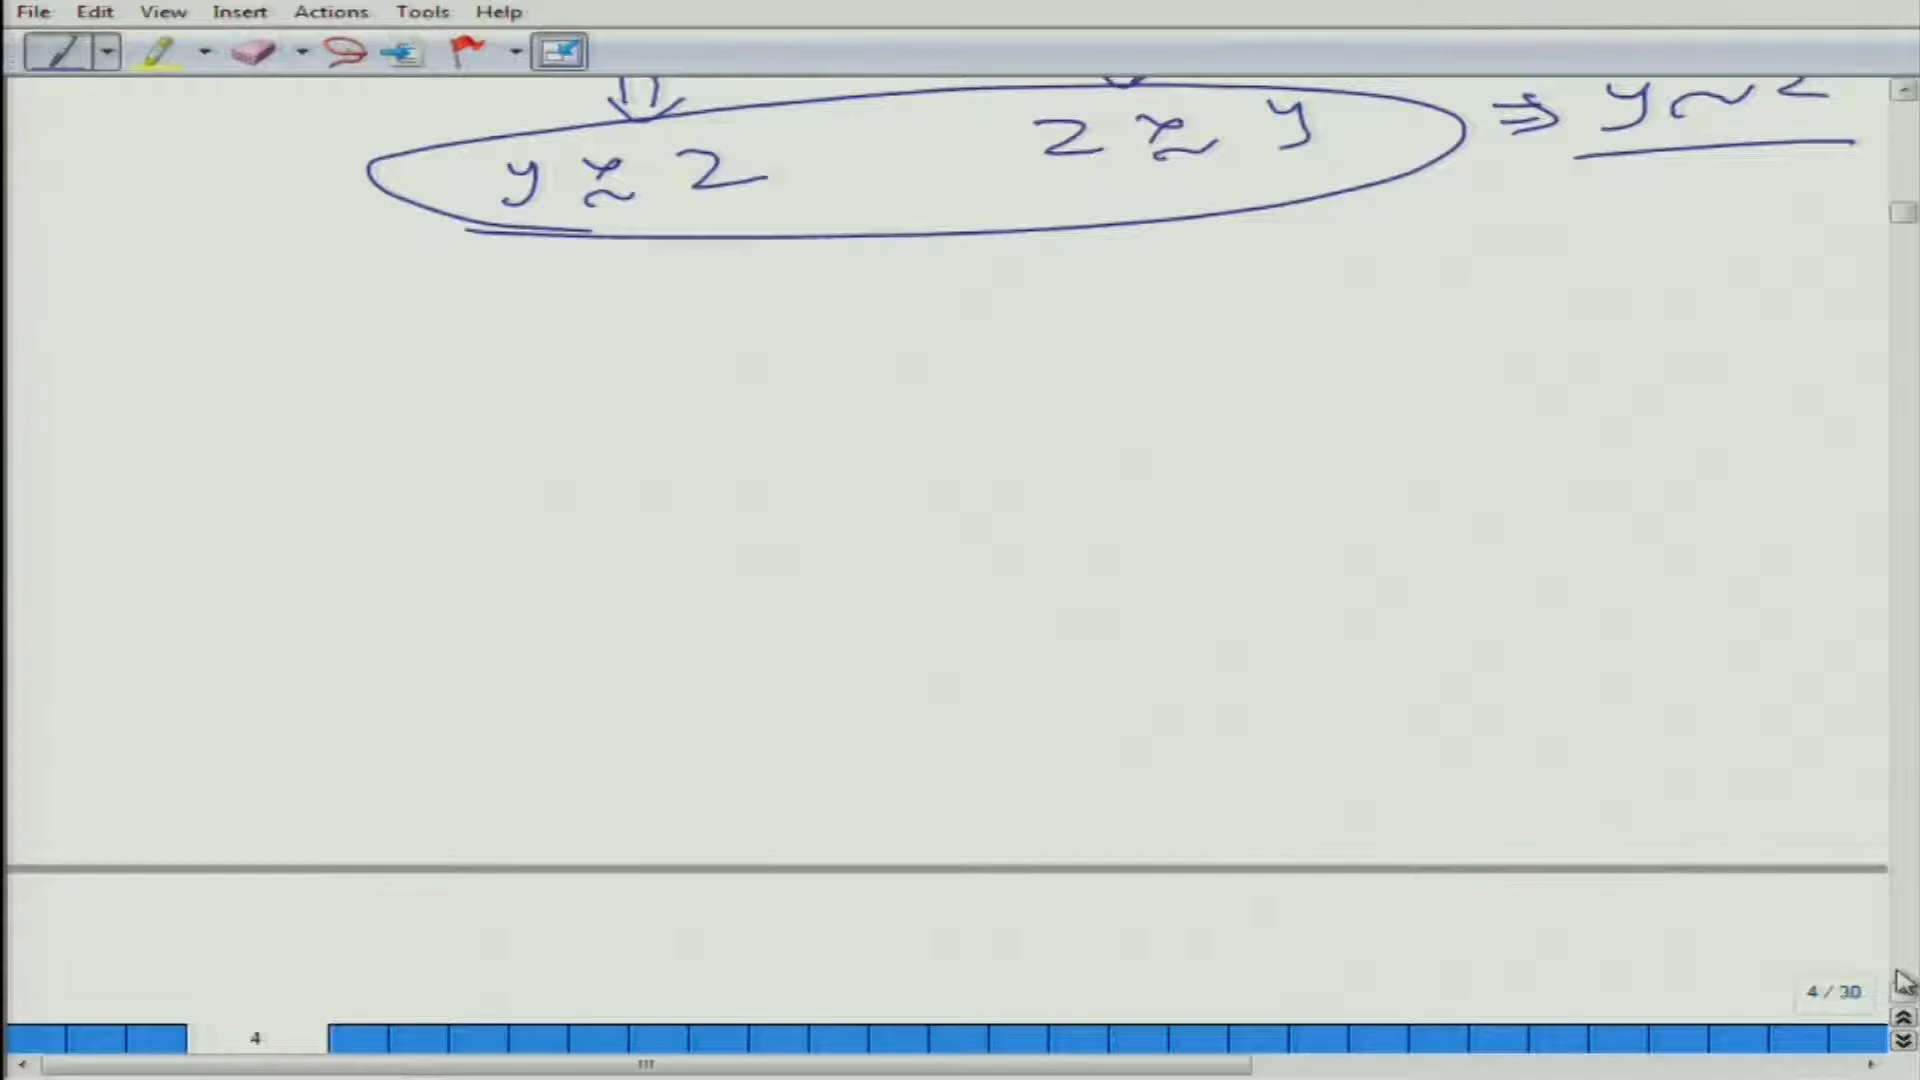 File Edit View Insert Actions Tools Help
⇒ y ~ z
y ≿ z z ≿ y
4 / 30
4